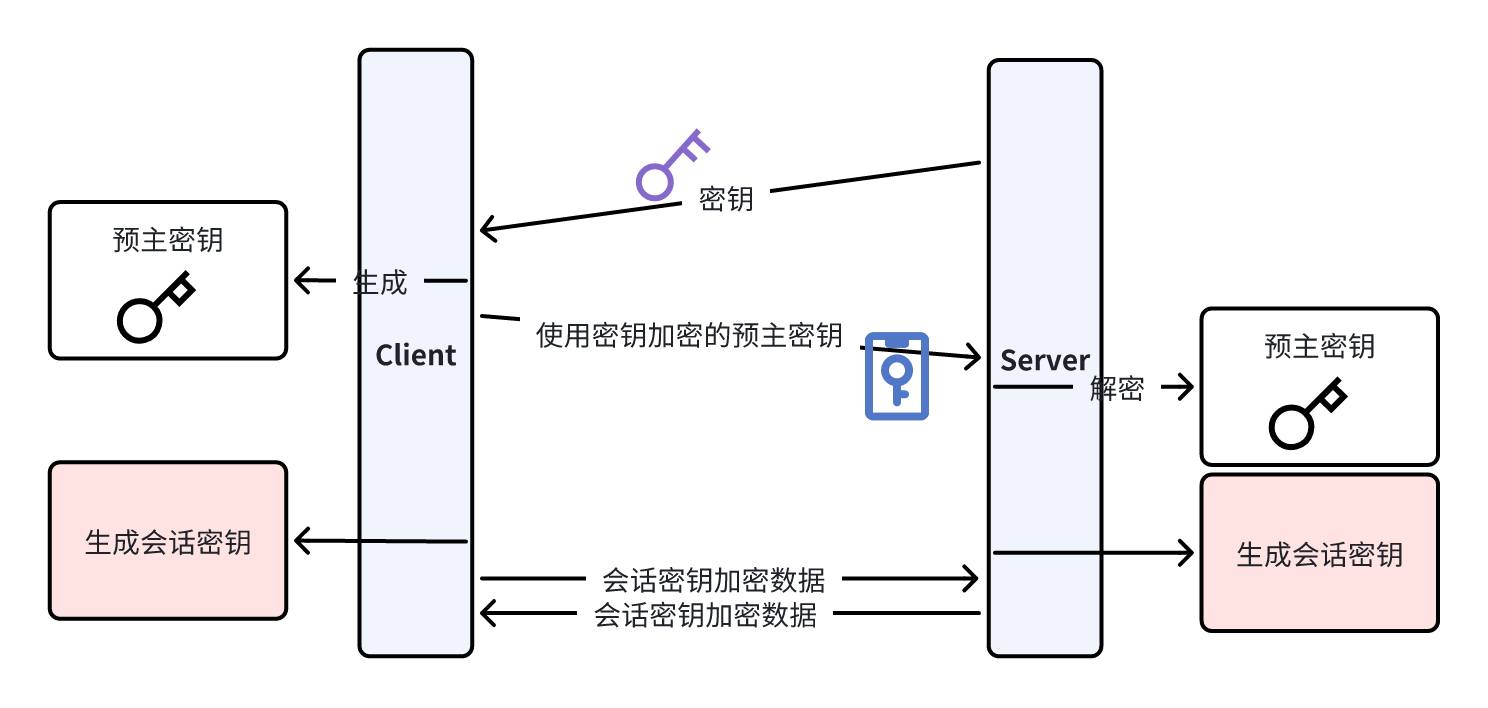 密钥
预主密钥
生成
使用密钥加密的预主密钥
Client
Server
预主密钥
解密
生成会话密钥
生成会话密钥
会话密钥加密数据
会话密钥加密数据